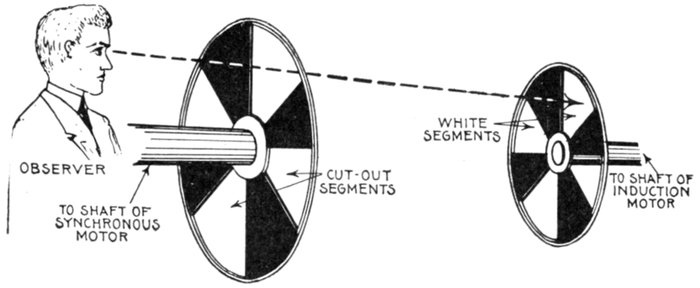 OBSERVER
TO SHAFT OF
SYNCHRONOUS
MOTOR
CUT-OUT
SEGMENTS
WHITE
SEGMENTS
TO SHAFT OF
INDUCTION
MOTOR